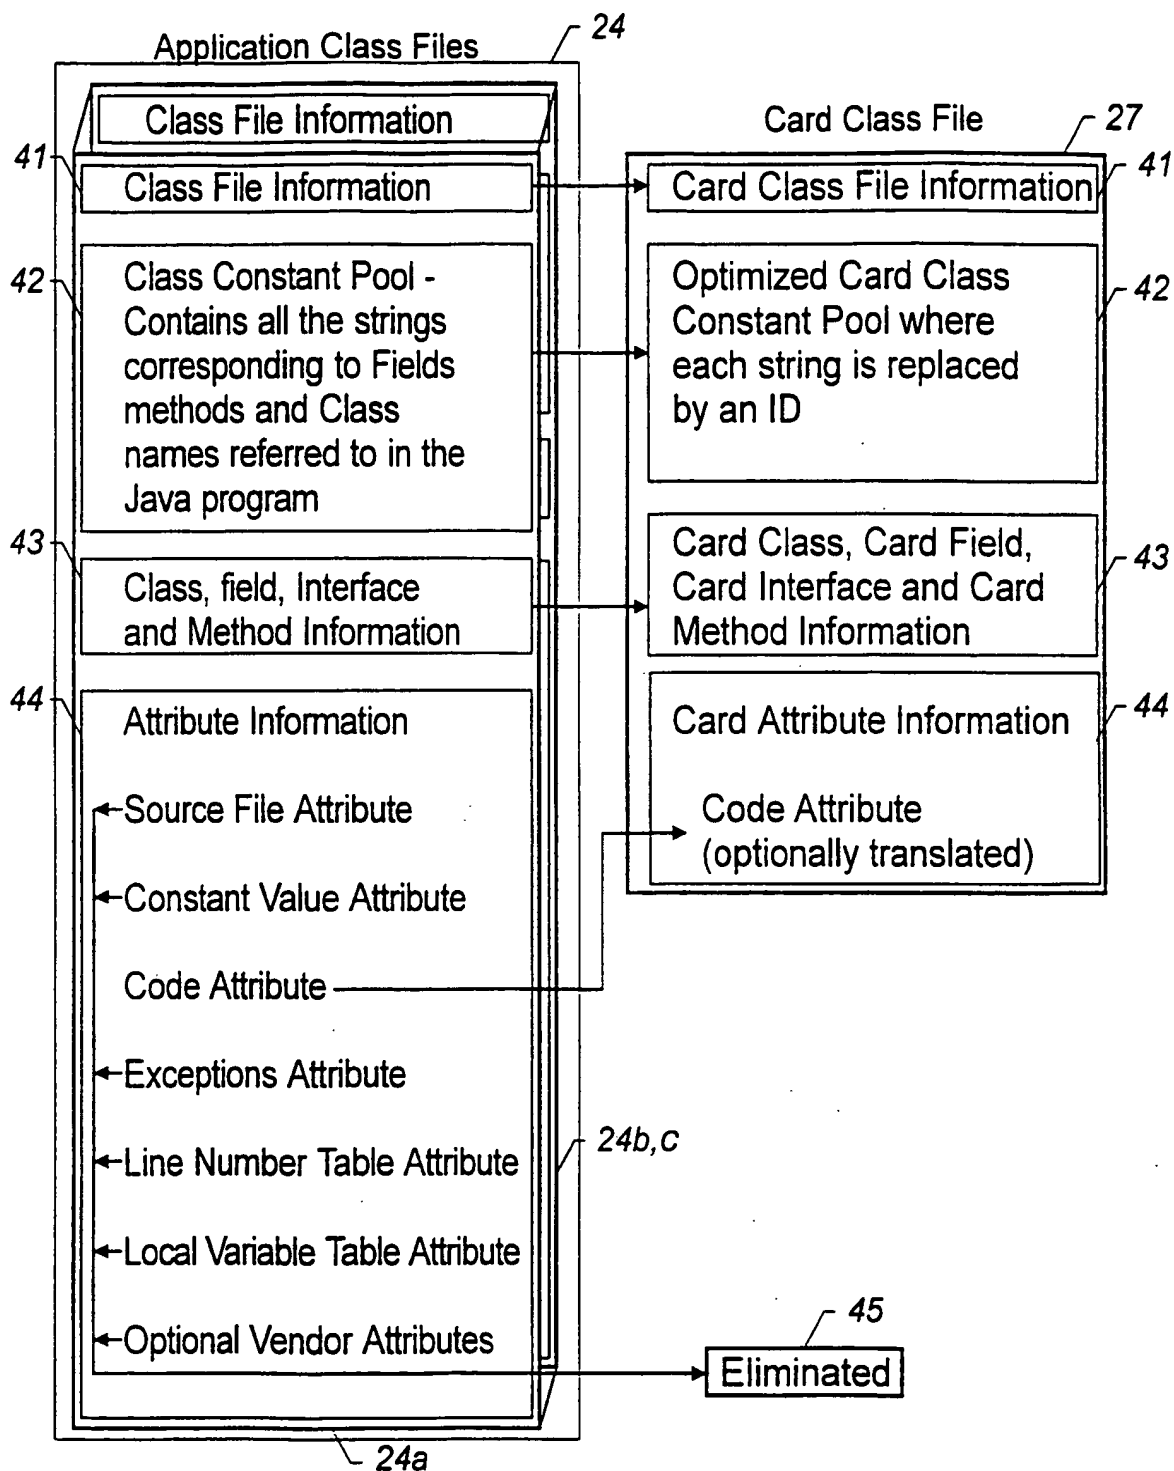 24
Application Class Files
Class File Information
41
Class File Information
42
Class Constant Pool -
Contains all the strings
corresponding to Fields
methods and Class
names referred to in the
Java program
43
Class, field, Interface
and Method Information
44
Attribute Information
Source File Attribute
Constant Value Attribute
Code Attribute
Exceptions Attribute
Line Number Table Attribute
Local Variable Table Attribute
Optional Vendor Attributes
24a
24b,c
Card Class File
27
Card Class File Information
41
Optimized Card Class
Constant Pool where
each string is replaced
by an ID
42
Card Class, Card Field,
Card Interface and Card
Method Information
43
Card Attribute Information
44
Code Attribute
(optionally translated)
45
Eliminated